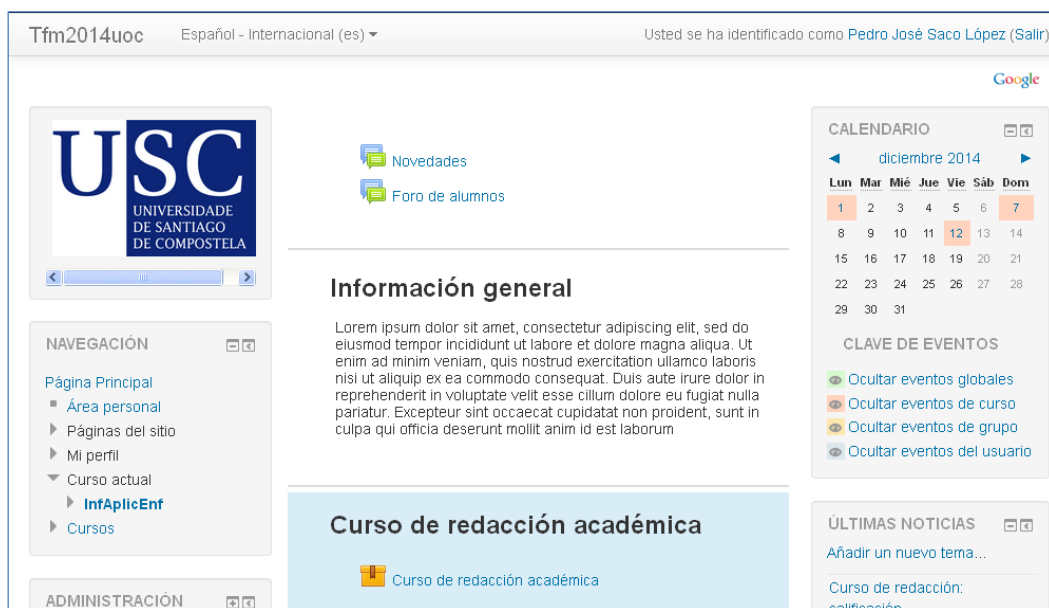 Tfm2014uoc Español - Internacional (es) Usted se ha identificado como Pedro José Saco López (Salir)
Google
USC
UNIVERSIDADE
DE SANTIAGO
DE COMPOSTELA
NAVEGACIÓN
Página Principal
Área personal
Páginas del sitio
Mi perfil
Curso actual
InfAplicEnf
Cursos
ADMINISTRACIÓN
Novedades
Foro de alumnos
Información general
Lorem ipsum dolor sit amet, consectetur adipiscing elit, sed do
eiusmod tempor incididunt ut labore et dolore magna aliqua. Ut
enim ad minim veniam, quis nostrud exercitation ullamco laboris
nisi ut aliquip ex ea commodo consequat. Duis aute irure dolor in
reprehenderit in voluptate velit esse cillum dolore eu fugiat nulla
pariatur. Excepteur sint occaecat cupidatat non proident, sunt in
culpa qui officia deserunt mollit anim id est laborum
Curso de redacción académica
Curso de redacción académica
CALENDARIO
diciembre 2014
Lun Mar Mié Jue Vie Sáb Dom
1 2 3 4 5 6 7
8 9 10 11 12 13 14
15 16 17 18 19 20 21
22 23 24 25 26 27 28
29 30 31
CLAVE DE EVENTOS
Ocultar eventos globales
Ocultar eventos de curso
Ocultar eventos de grupo
Ocultar eventos del usuario
ÚLTIMAS NOTICIAS
Añadir un nuevo tema...
Curso de redacción:
calificación